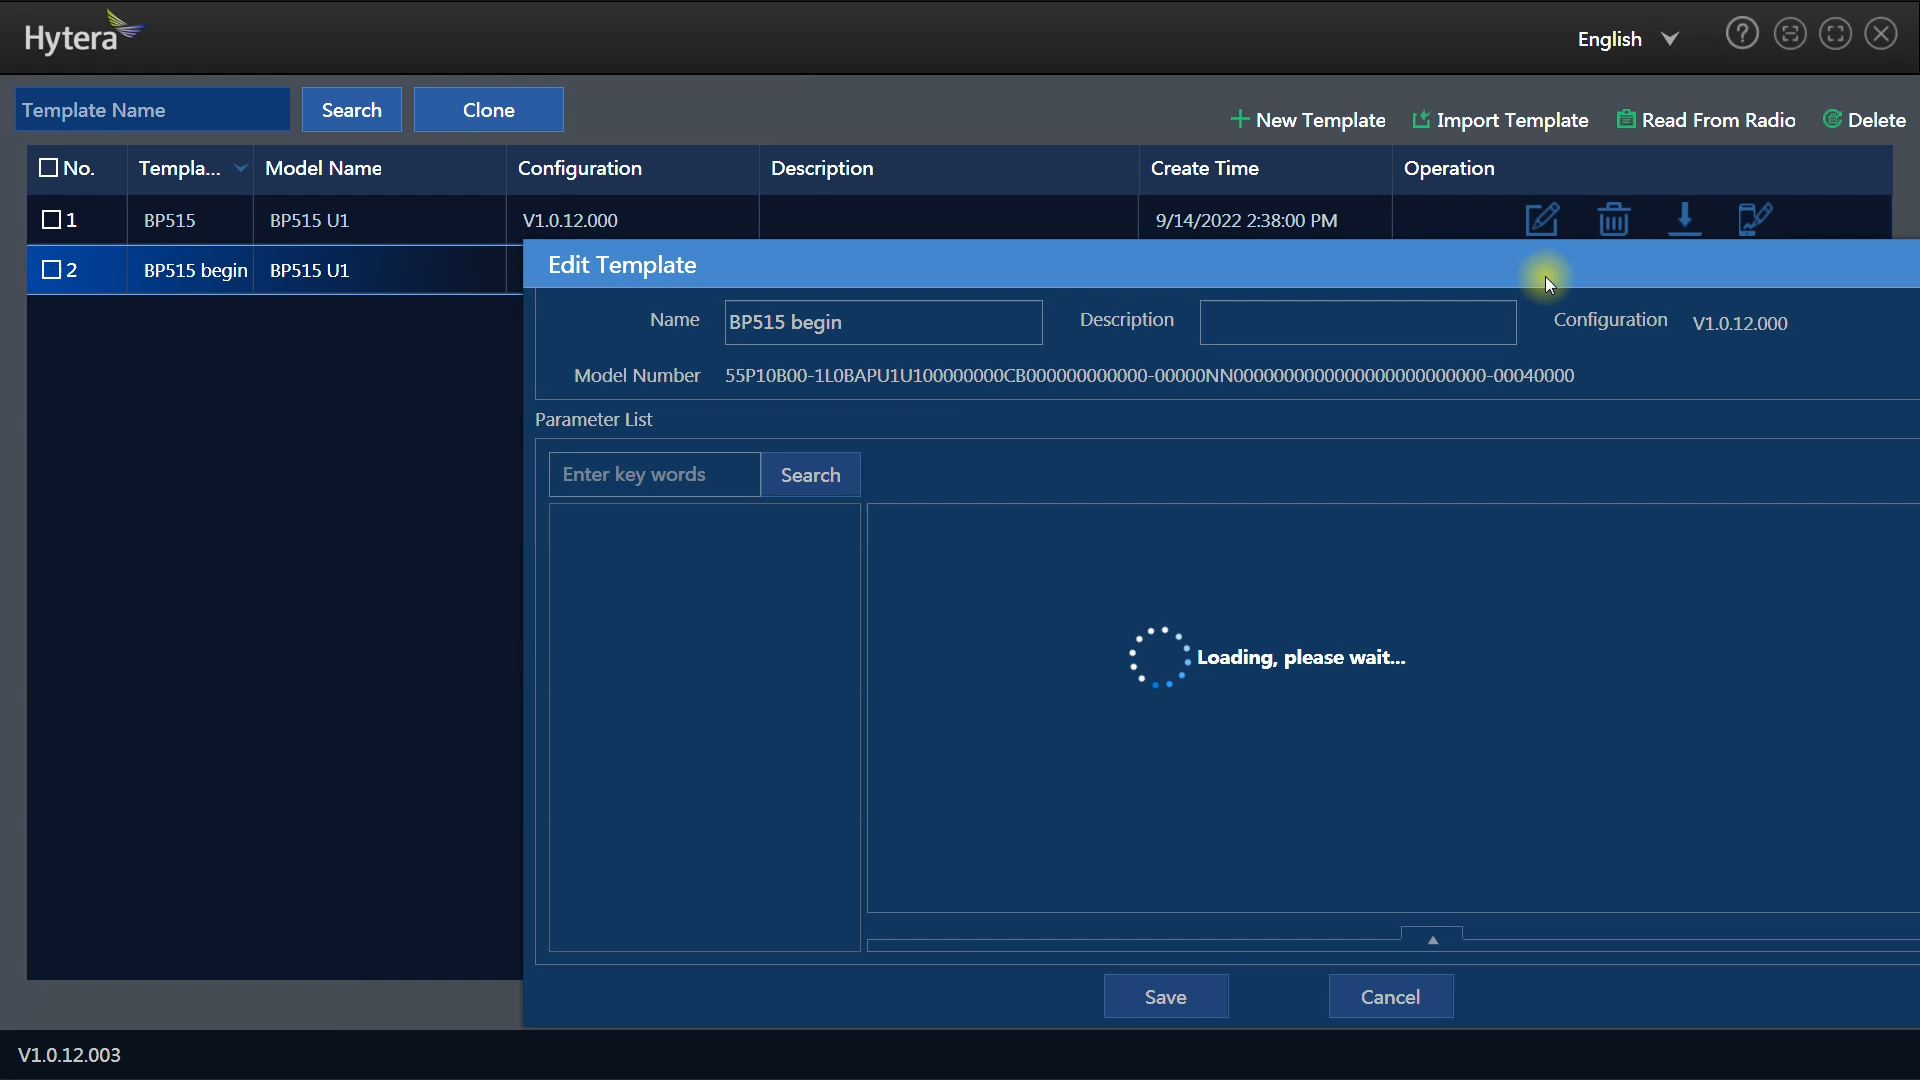 Hytera
English
Template Name
Search
Clone
New Template
Import Template
Read From Radio
Delete
No.
Templa...
Model Name
Configuration
Description
Create Time
Operation
1
BP515
BP515 U1
V1.0.12.000
9/14/2022 2:38:00 PM
2
BP515 begin
BP515 U1
Edit Template
Name
BP515 begin
Description
Configuration
V1.0.12.000
Model Number
55P10B00-1L0BAPU1U100000000CB000000000000-00000NN0000000000000000000000-00040000
Parameter List
Enter key words
Search
Loading, please wait...
Save
Cancel
V1.0.12.003